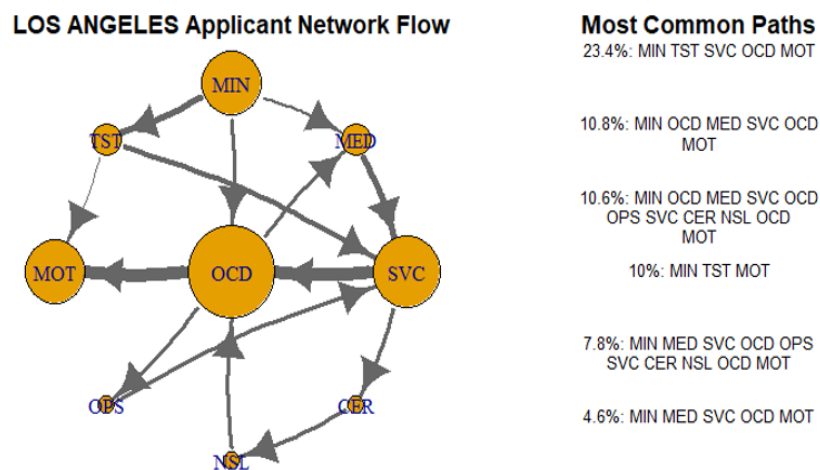 LOS ANGELES Applicant Network Flow
MIN
TST
MED
MOT
OCD
SVC
OPS
CER
NSL
Most Common Paths
23.4%: MIN TST SVC OCD MOT
10.8%: MIN OCD MED SVC OCD
MOT
10.6%: MIN OCD MED SVC OCD
OPS SVC CER NSL OCD
MOT
10%: MIN TST MOT
7.8%: MIN MED SVC OCD OPS
SVC CER NSL OCD MOT
4.6%: MIN MED SVC OCD MOT